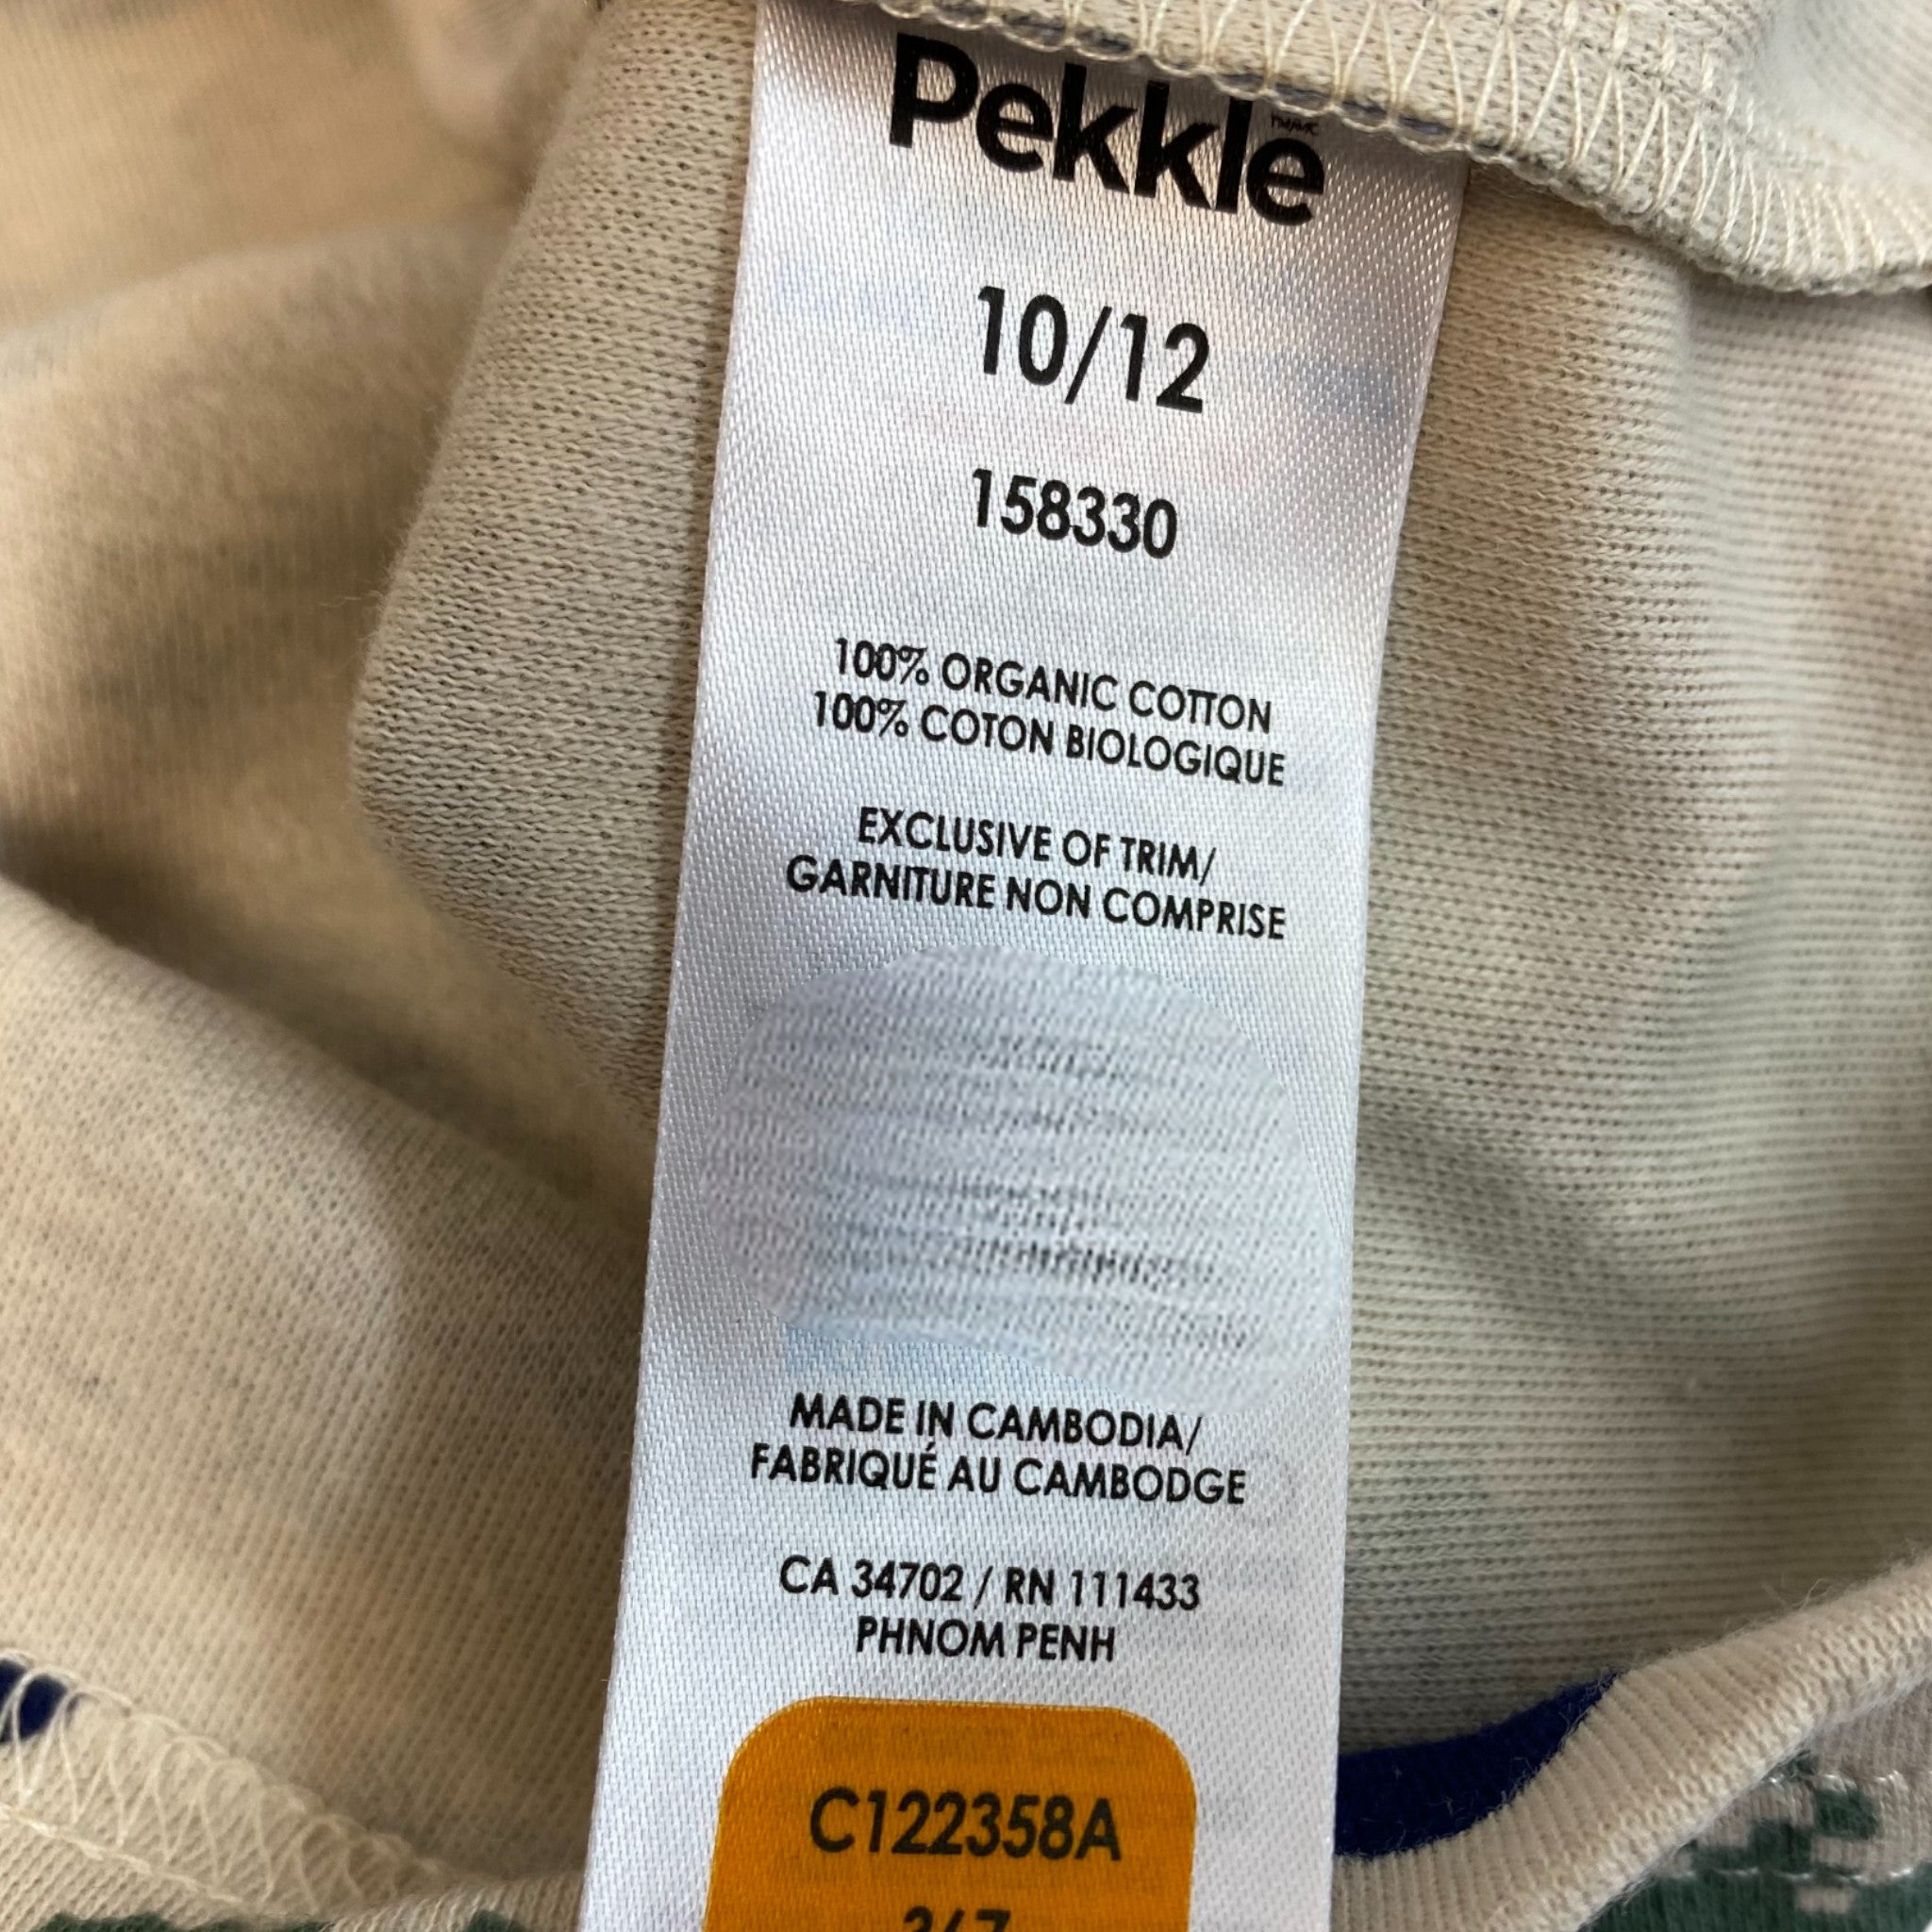 Pekkle
10/12
158330
100% ORGANIC COTTON
100% COTON BIOLOGIQUE
EXCLUSIVE OF TRIM/
GARNITURE NON COMPRISE
MADE IN CAMBODIA/
FABRIQUÉ AU CAMBODGE
CA 34702 / RN 111433
PHNOM PENH
C122358A